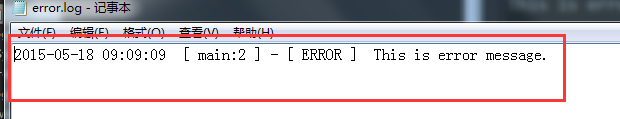 error.log - 记事本
文件(F) 编辑(E) 格式(O) 查看(V) 帮助(H)
2015-05-18 09:09:09 [ main:2 ] - [ ERROR ] This is error message.